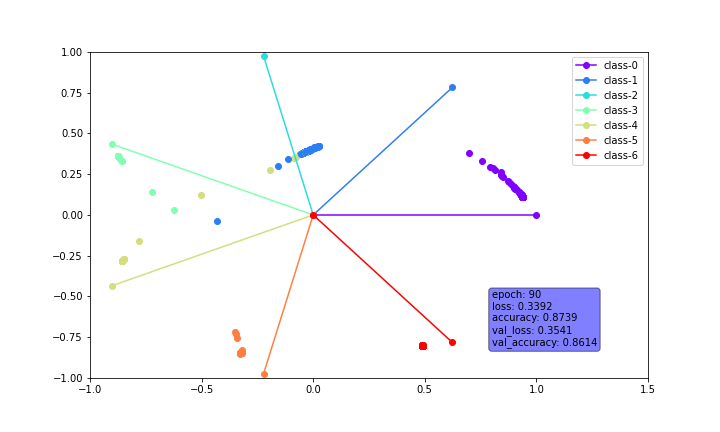 1.00
0.75
0.50
0.25
0.00
−0.25
−0.50
−0.75
−1.00
−1.0
−0.5
0.0
0.5
1.0
1.5
class-0
class-1
class-2
class-3
class-4
class-5
class-6
epoch: 90
loss: 0.3392
accuracy: 0.8739
val_loss: 0.3541
val_accuracy: 0.8614